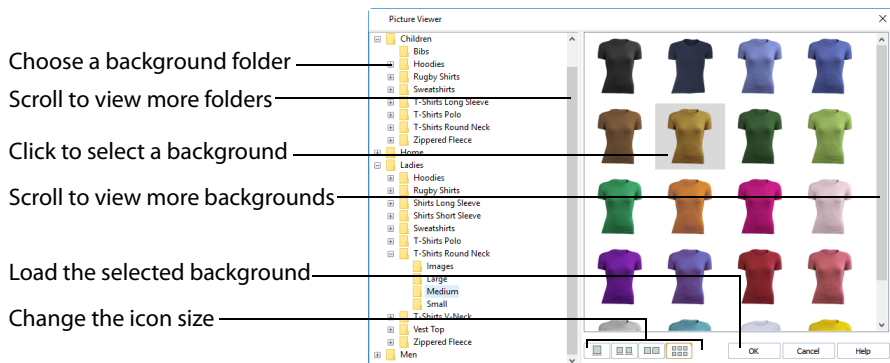 Picture Viewer
Children
Bibs
Choose a background folder
Hoodies
Rugby Shirts
Sweatshirts
Scroll to view more folders
T-Shirts Long Sleeve
T-Shirts Polo
T-Shirts Round Neck
Zippered Fleece
Click to select a background
Home
Ladies
Hoodies
Rugby Shirts
Scroll to view more backgrounds
Shirts Long Sleeve
Shirts Short Sleeve
Sweatshirts
T-Shirts Polo
T-Shirts Round Neck
Images
Load the selected background
Large
Medium
Small
Change the icon size
T-Shirts V-Neck
Vest Top
Zippered Fleece
Men
OK Cancel Help